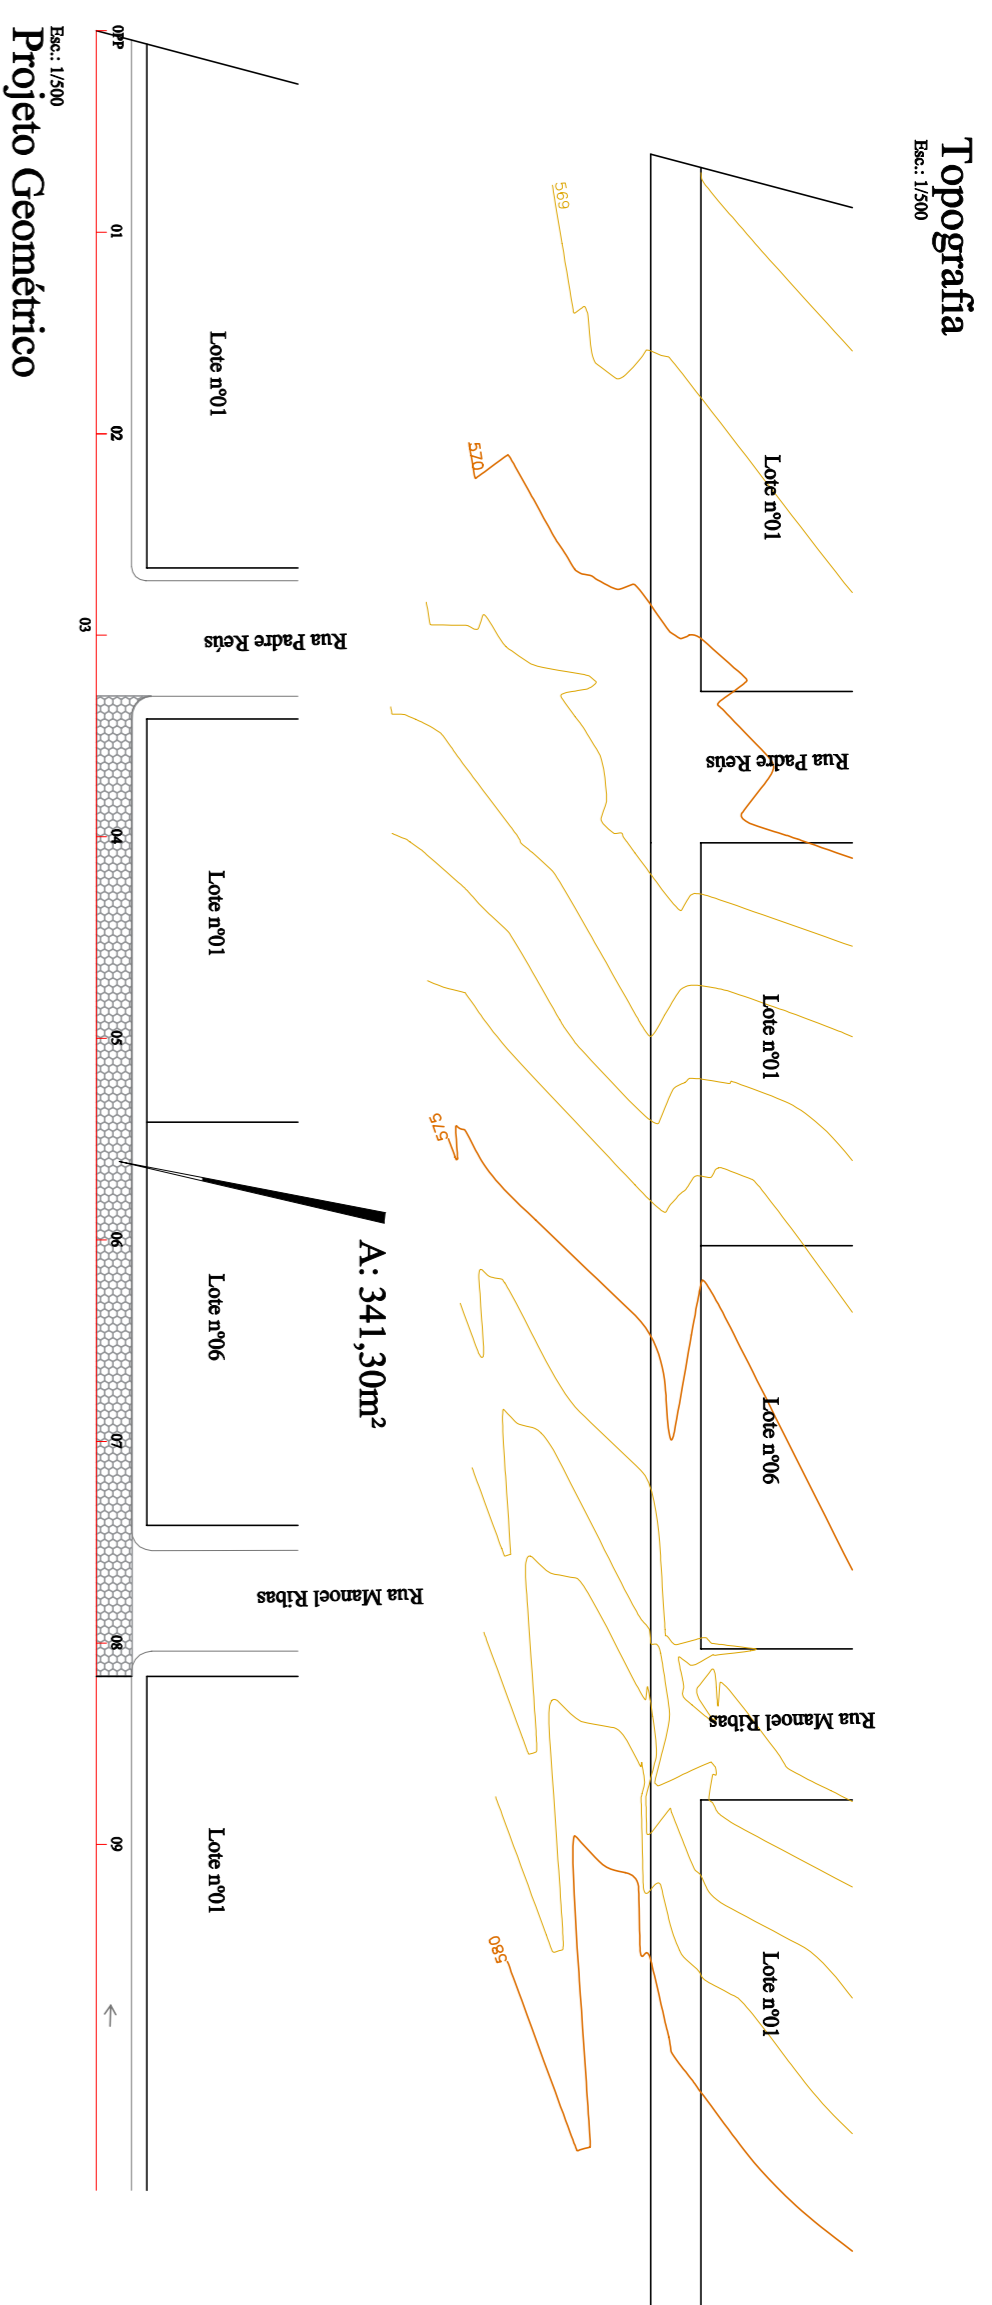 Topografia
Esc.: 1/500
569
570
575
580
Lote nº01
Rua Padre Reús
Lote nº01
Lote nº06
Rua Manoel Ribas
Lote nº01
A: 341,30m²
Lote nº01
Rua Padre Reús
Lote nº01
Lote nº06
Rua Manoel Ribas
Lote nº01
0PP
01
02
03
04
05
06
07
08
09
Projeto Geométrico
Esc.: 1/500